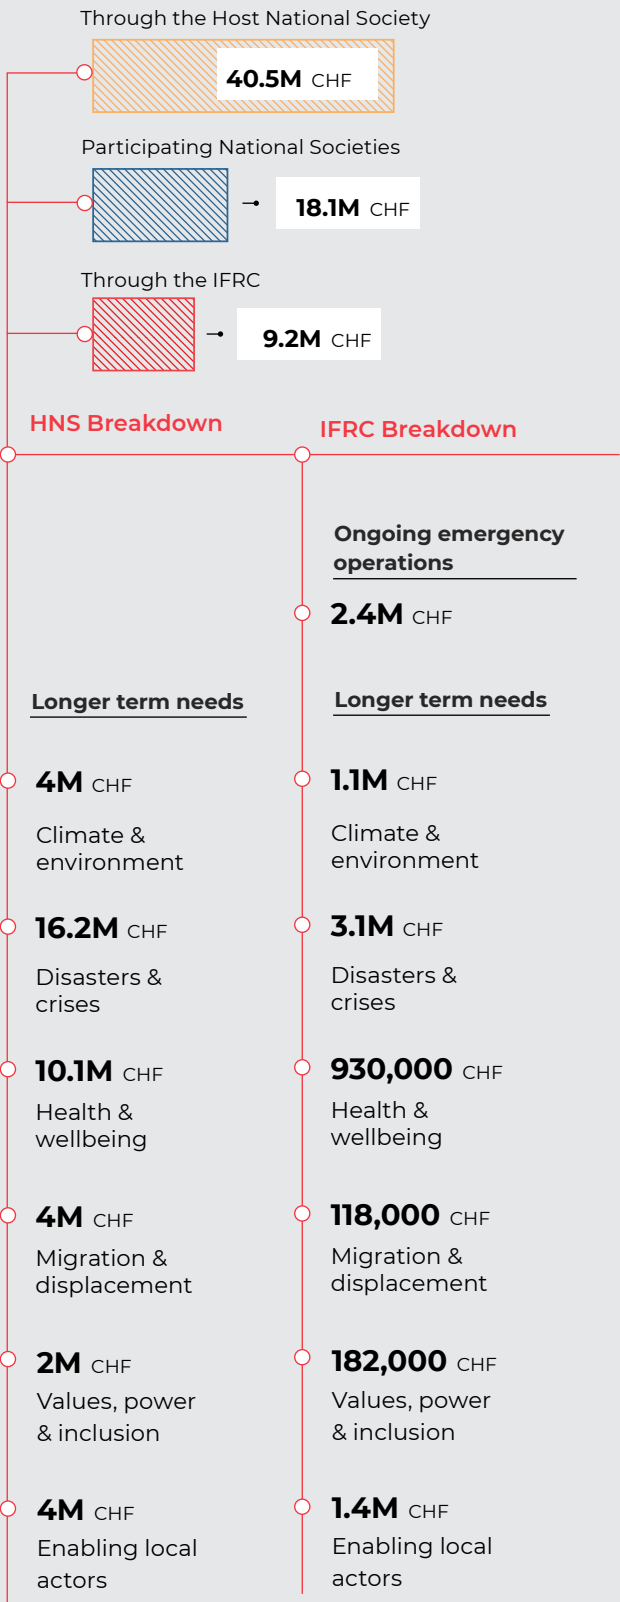 Through the Host National Society
40.5M CHF
Participating National Societies
18.1M CHF
Through the IFRC
9.2M CHF
HNS Breakdown
Longer term needs
4M CHF
Climate &
environment
16.2M CHF
Disasters &
crises
10.1M CHF
Health &
wellbeing
4M CHF
Migration &
displacement
2M CHF
Values, power
& inclusion
4M CHF
Enabling local
actors
IFRC Breakdown
Ongoing emergency
operations
2.4M CHF
Longer term needs
1.1M CHF
Climate &
environment
3.1M CHF
Disasters &
crises
930,000 CHF
Health &
wellbeing
118,000 CHF
Migration &
displacement
182,000 CHF
Values, power
& inclusion
1.4M CHF
Enabling local
actors